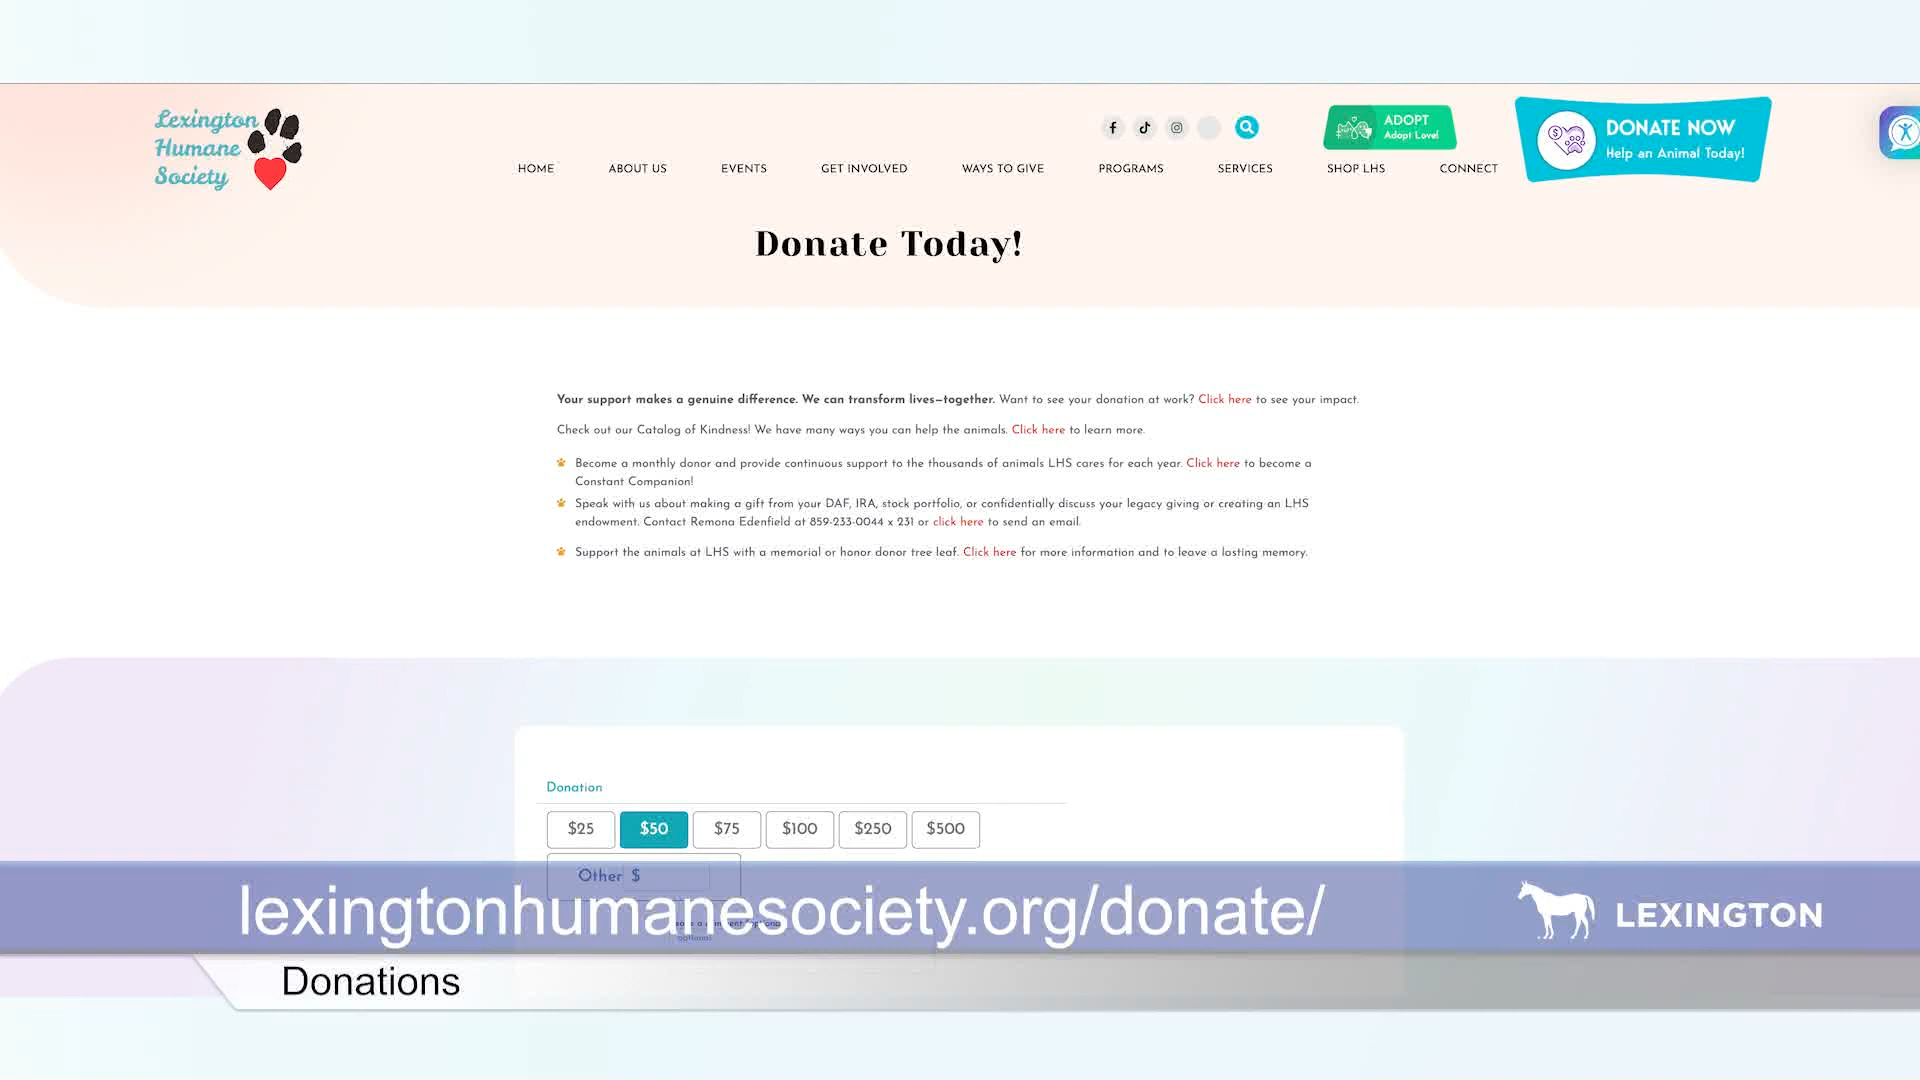 Lexington
Humane
Society
ADOPT
Adopt Love!
DONATE NOW
Help an Animal Today!
HOME ABOUT US EVENTS GET INVOLVED WAYS TO GIVE PROGRAMS SERVICES SHOP LHS CONNECT
Donate Today!
Your support makes a genuine difference. We can transform lives—together. Want to see your donation at work? Click here to see your impact.
Check out our Catalog of Kindness! We have many ways you can help the animals. Click here to learn more.
Become a monthly donor and provide continuous support to the thousands of animals LHS cares for each year. Click here to become a
Constant Companion!
Speak with us about making a gift from your DAF, IRA, stock portfolio, or confidentially discuss your legacy giving or creating an LHS
endowment. Contact Remona Edenfield at 859-233-0044 x 231 or click here to send an email.
Support the animals at LHS with a memorial or honor donor tree leaf. Click here for more information and to leave a lasting memory.
Donation
$25 $50 $75 $100 $250 $500
Other $
lexingtonhumanesociety.org/donate/
LEXINGTON
Donations